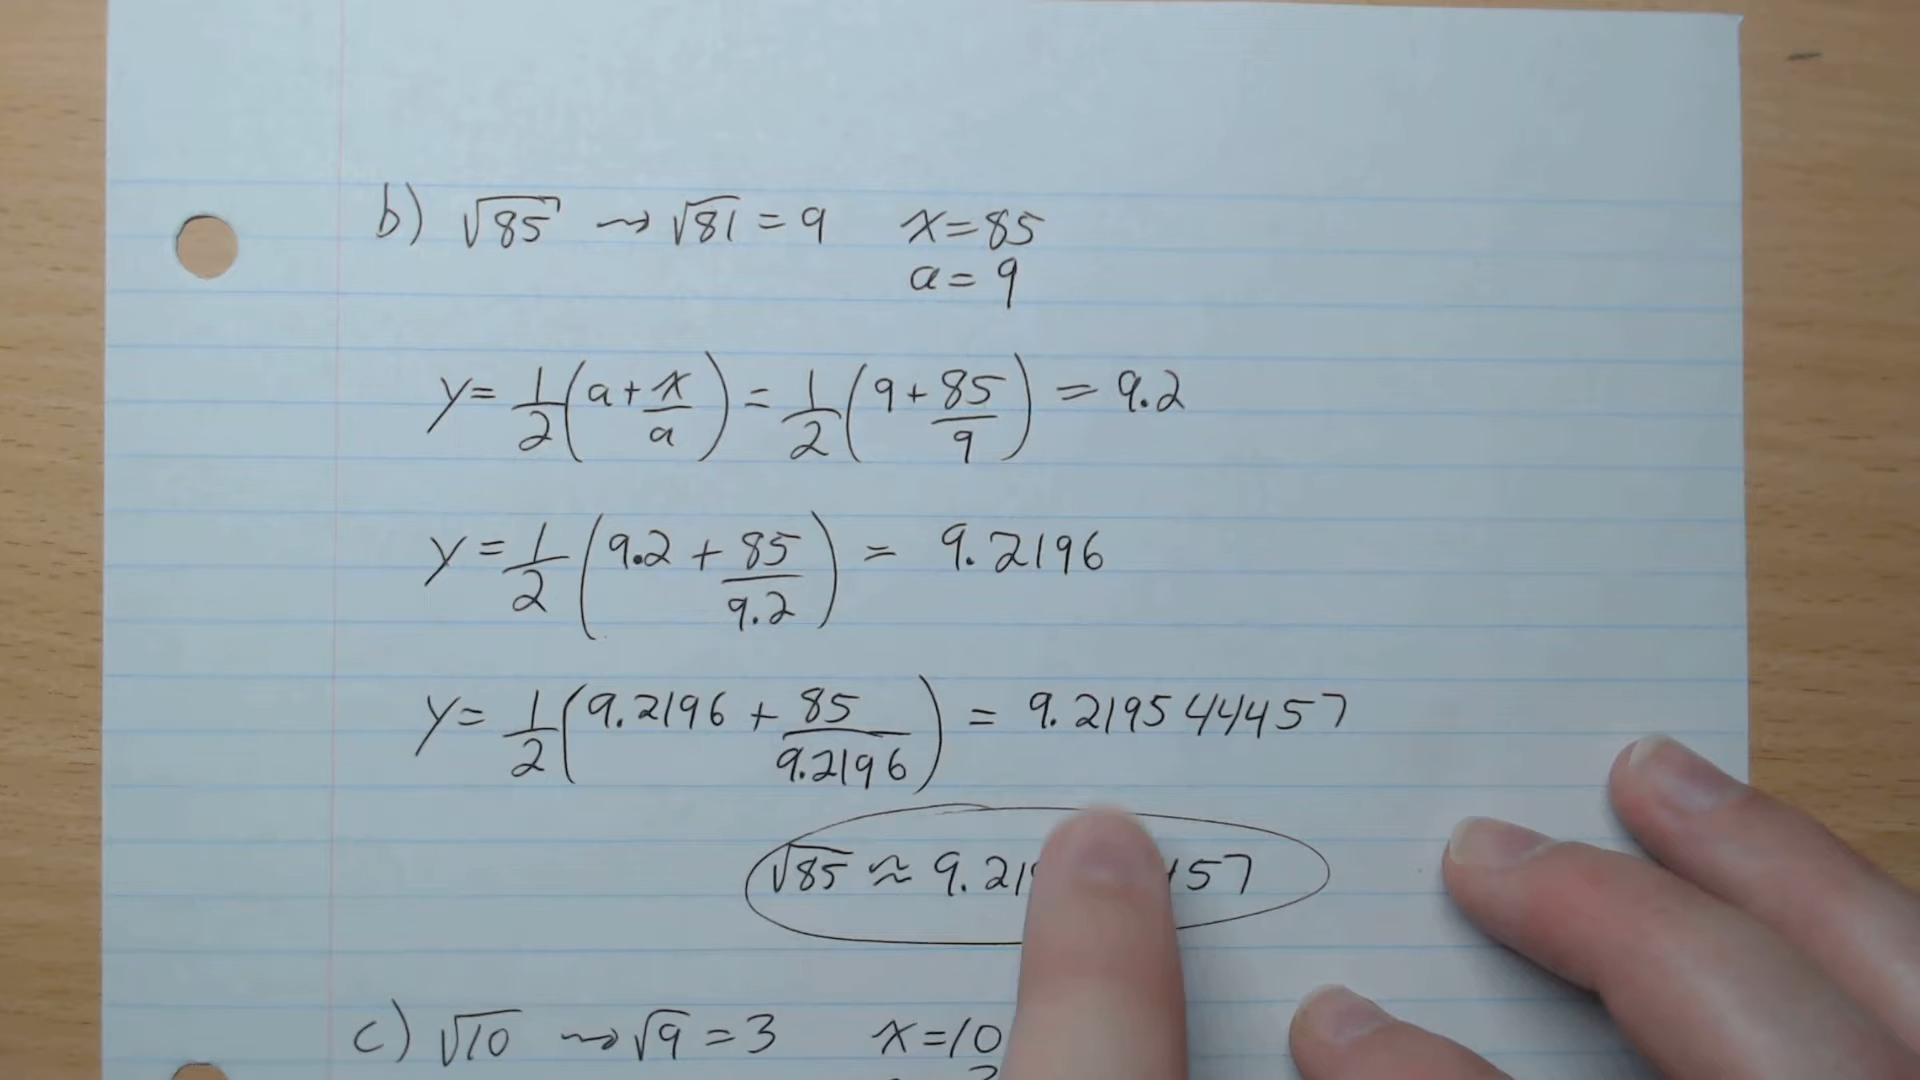 b) √85 ⇝ √81 = 9 x = 85
a = 9
y = 1/2 (a + x/a) = 1/2 (9 + 85/9) = 9.2
y = 1/2 (9.2 + 85/9.2) = 9.2196
y = 1/2 (9.2196 + 85/9.2196) = 9.219544457
√85 ≈ 9.21 57
c) √10 ⇝ √9 = 3 x = 10